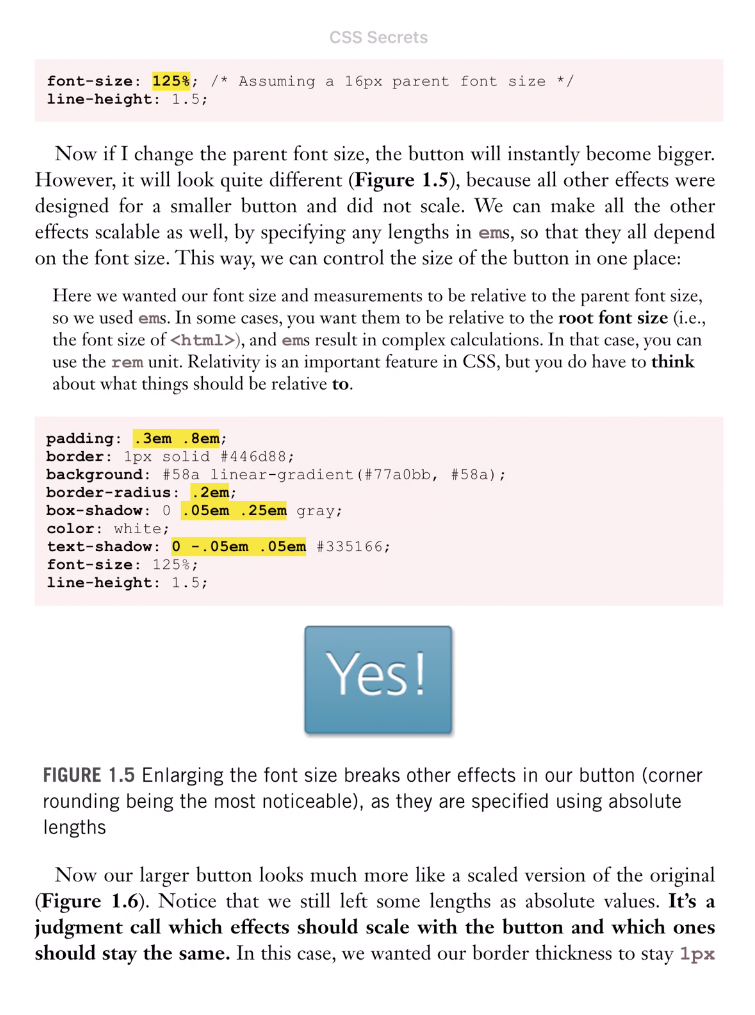 CSS Secrets
font-size: 125%; /* Assuming a 16px parent font size */
line-height: 1.5;
Now if I change the parent font size, the button will instantly become bigger.
However, it will look quite different (Figure 1.5), because all other effects were
designed for a smaller button and did not scale. We can make all the other
effects scalable as well, by specifying any lengths in ems, so that they all depend
on the font size. This way, we can control the size of the button in one place:
Here we wanted our font size and measurements to be relative to the parent font size,
so we used ems. In some cases, you want them to be relative to the root font size (i.e.,
the font size of <html>), and ems result in complex calculations. In that case, you can
use the rem unit. Relativity is an important feature in CSS, but you do have to think
about what things should be relative to.
padding: .3em .8em;
border: 1px solid #446d88;
background: #58a linear-gradient(#77a0bb, #58a);
border-radius: .2em;
box-shadow: 0 .05em .25em gray;
color: white;
text-shadow: 0 -.05em .05em #335166;
font-size: 125%;
line-height: 1.5;
Yes!
FIGURE 1.5 Enlarging the font size breaks other effects in our button (corner
rounding being the most noticeable), as they are specified using absolute
lengths
Now our larger button looks much more like a scaled version of the original
(Figure 1.6). Notice that we still left some lengths as absolute values. It’s a
judgment call which effects should scale with the button and which ones
should stay the same. In this case, we wanted our border thickness to stay 1px